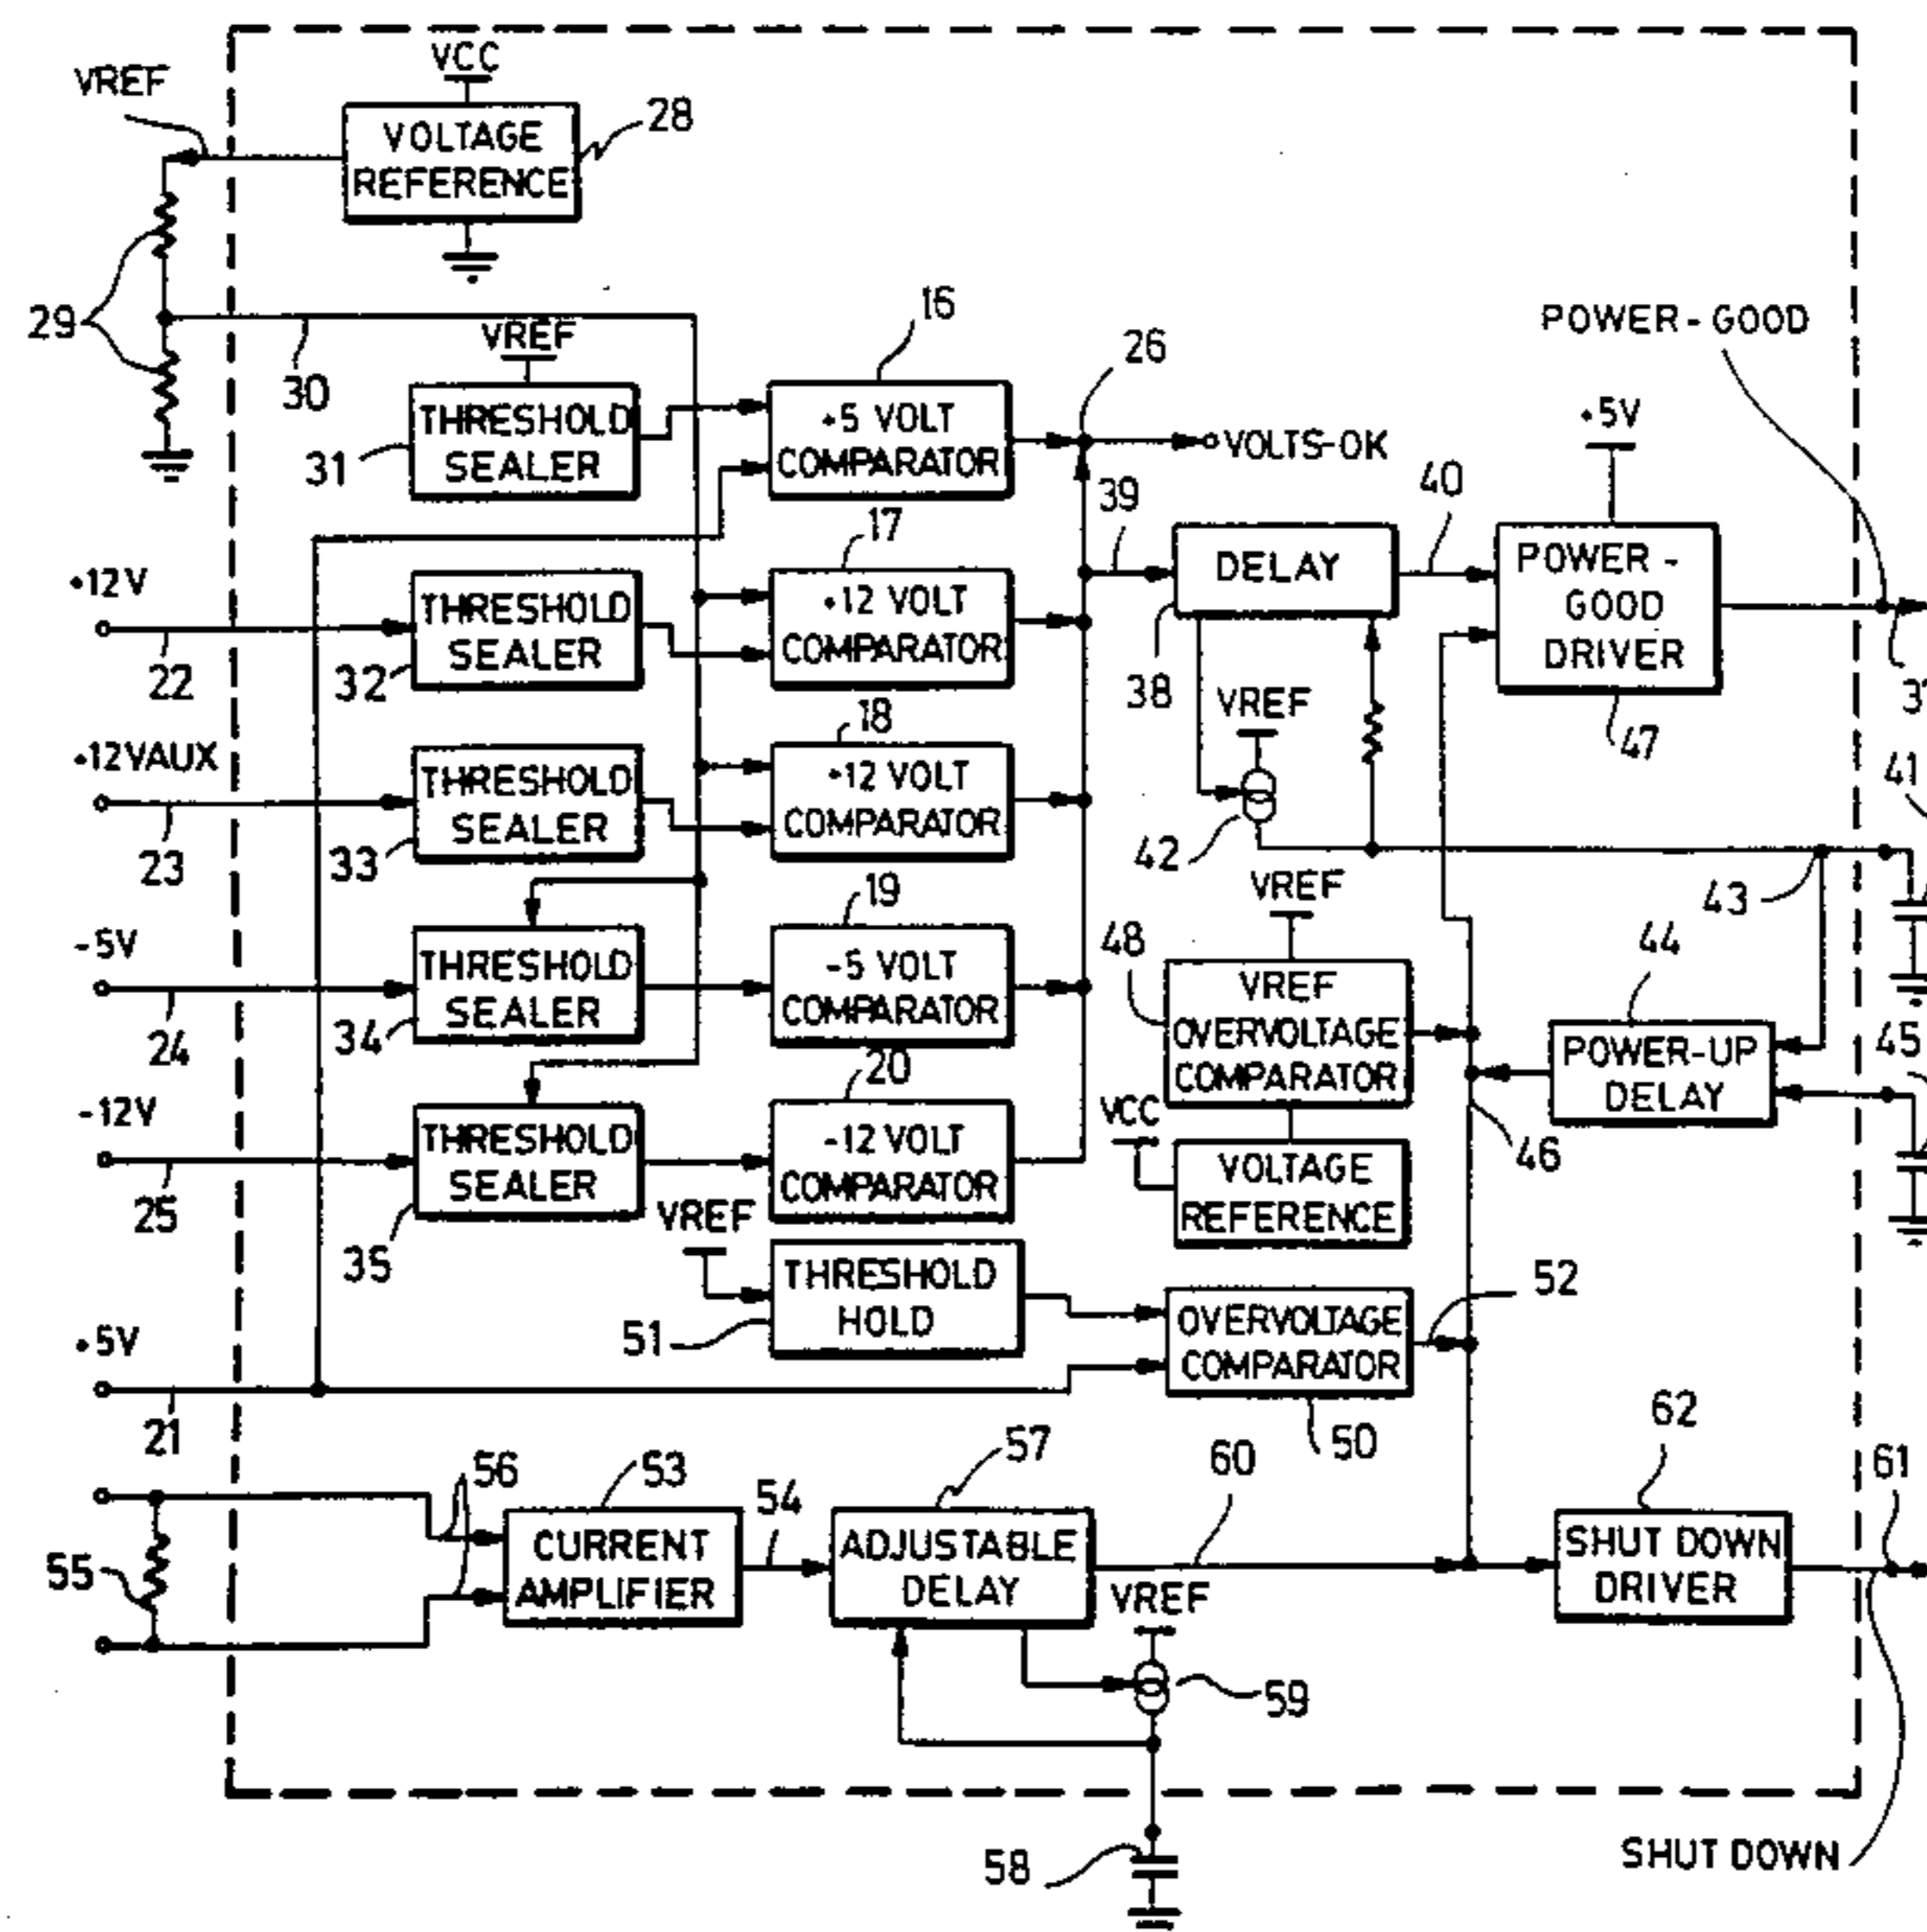 VREF
VCC
VOLTAGE
REFERENCE
28
29
30
VREF
THRESHOLD
SEALER
31
16
+5 VOLT
COMPARATOR
26
VOLTS-OK
POWER-GOOD
+5V
39
40
DELAY
38
POWER-
GOOD
DRIVER
47
37
+12V
22
THRESHOLD
SEALER
32
17
+12 VOLT
COMPARATOR
VREF
42
41
+12VAUX
23
THRESHOLD
SEALER
33
18
+12 VOLT
COMPARATOR
43
-5V
24
THRESHOLD
SEALER
34
19
-5 VOLT
COMPARATOR
VREF
48
VREF
OVERVOLTAGE
COMPARATOR
44
POWER-UP
DELAY
45
46
-12V
25
THRESHOLD
SEALER
35
20
-12 VOLT
COMPARATOR
VCC
VOLTAGE
REFERENCE
VREF
THRESHOLD
HOLD
51
OVERVOLTAGE
COMPARATOR
50
52
+5V
21
55
56
53
CURRENT
AMPLIFIER
54
57
ADJUSTABLE
DELAY
60
VREF
59
58
62
SHUT DOWN
DRIVER
61
SHUT DOWN